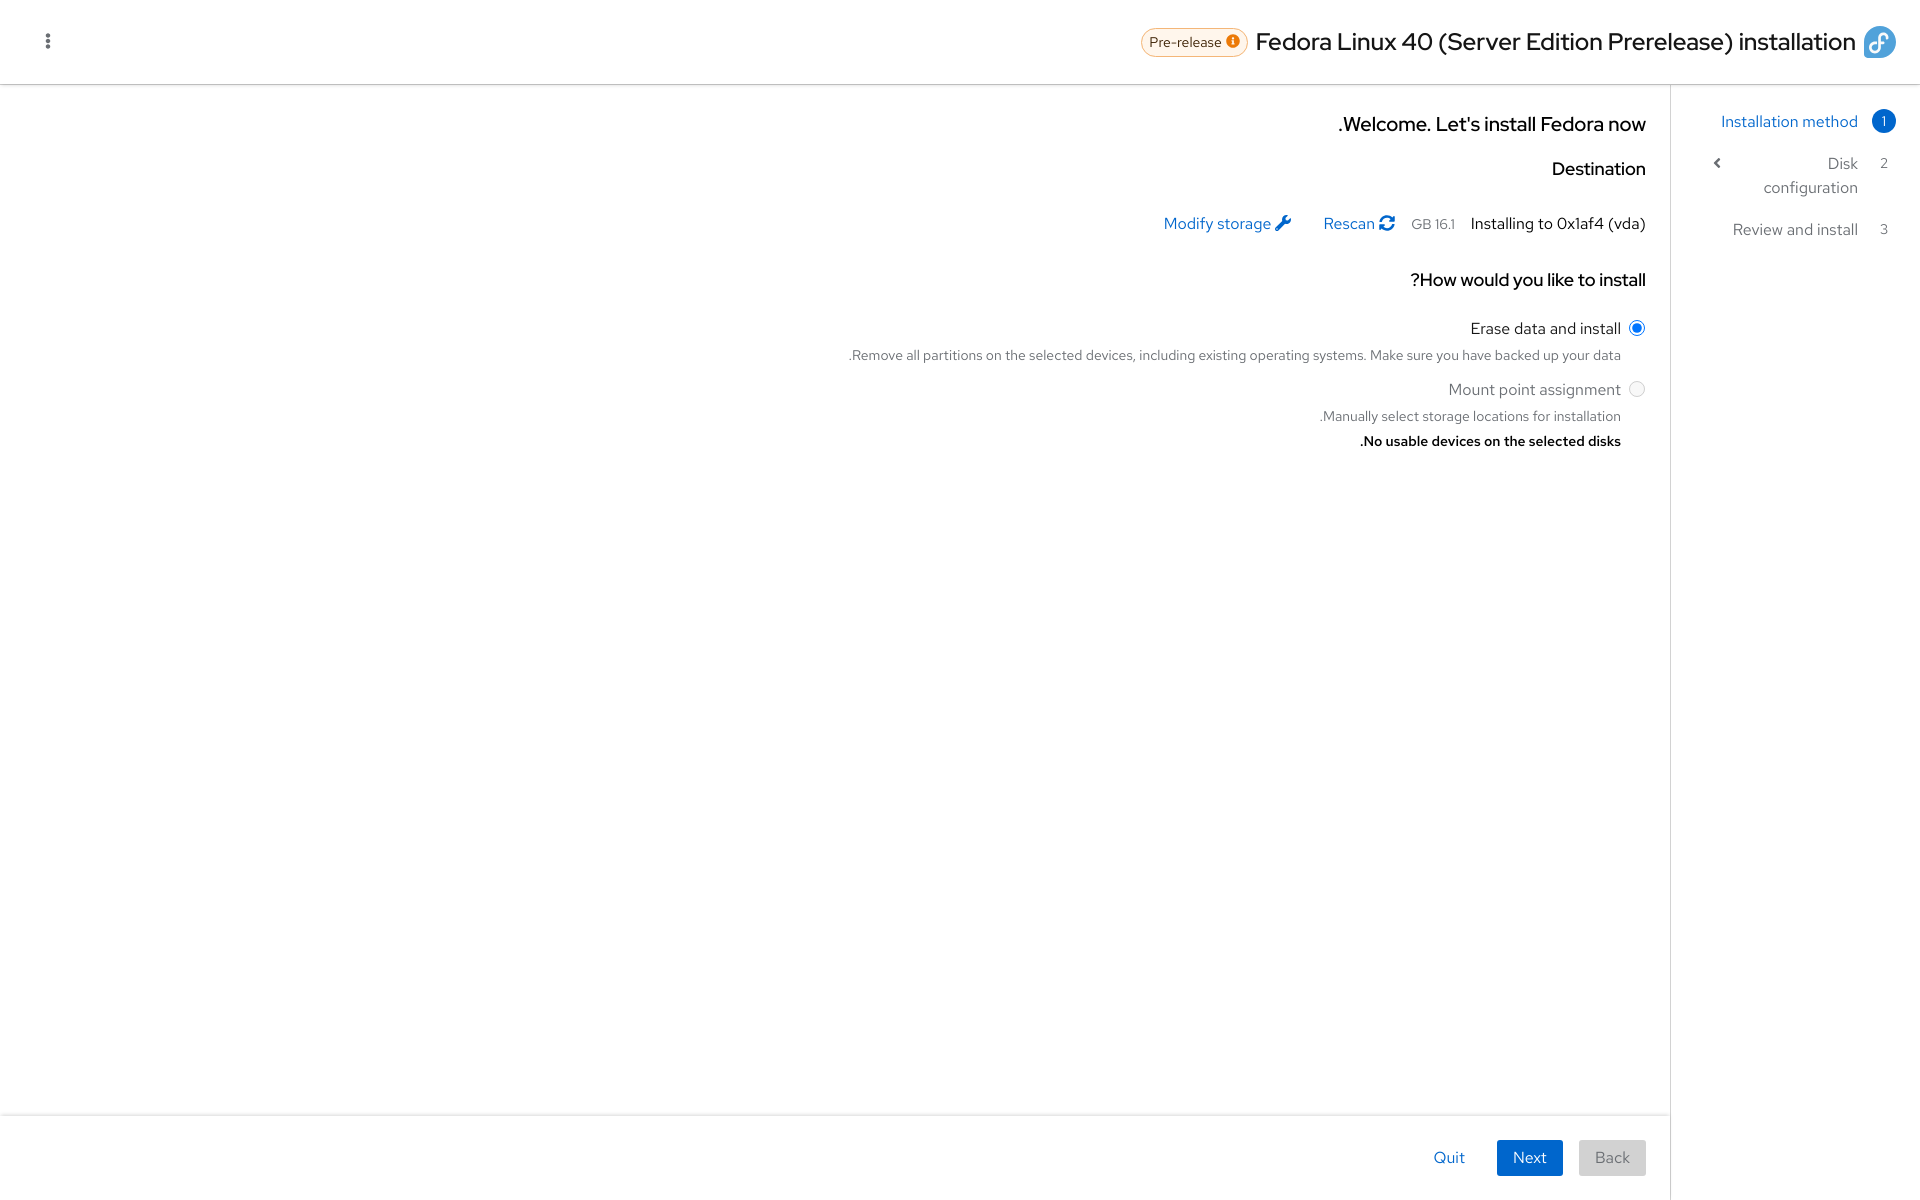 Pre-release Fedora Linux 40 (Server Edition Prerelease) installation
Installation method 1
Disk configuration 2
Review and install 3
.Welcome. Let's install Fedora now
Destination
Modify storage Rescan GB 16.1 Installing to 0x1af4 (vda)
?How would you like to install
Erase data and install
.Remove all partitions on the selected devices, including existing operating systems. Make sure you have backed up your data
Mount point assignment
.Manually select storage locations for installation
.No usable devices on the selected disks
Quit Next Back